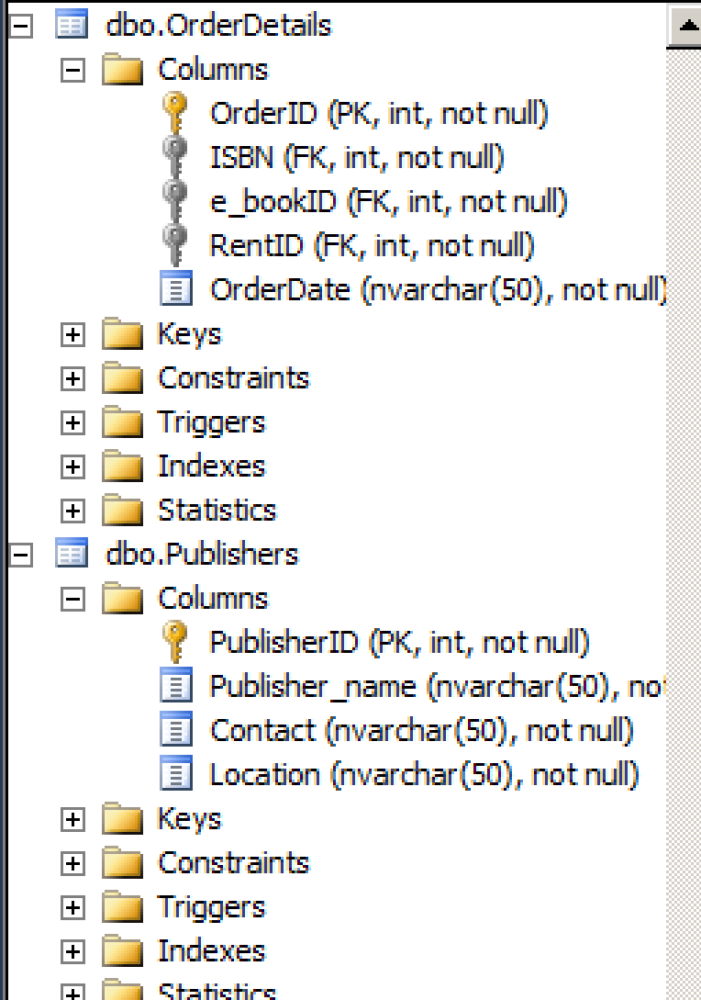 dbo.OrderDetails
Columns
OrderID (PK, int, not null)
ISBN (FK, int, not null)
e_bookID (FK, int, not null)
RentID (FK, int, not null)
OrderDate (nvarchar(50), not null)
Keys
Constraints
Triggers
Indexes
Statistics
dbo.Publishers
Columns
PublisherID (PK, int, not null)
Publisher_name (nvarchar(50), no
Contact (nvarchar(50), not null)
Location (nvarchar(50), not null)
Keys
Constraints
Triggers
Indexes
Statistics